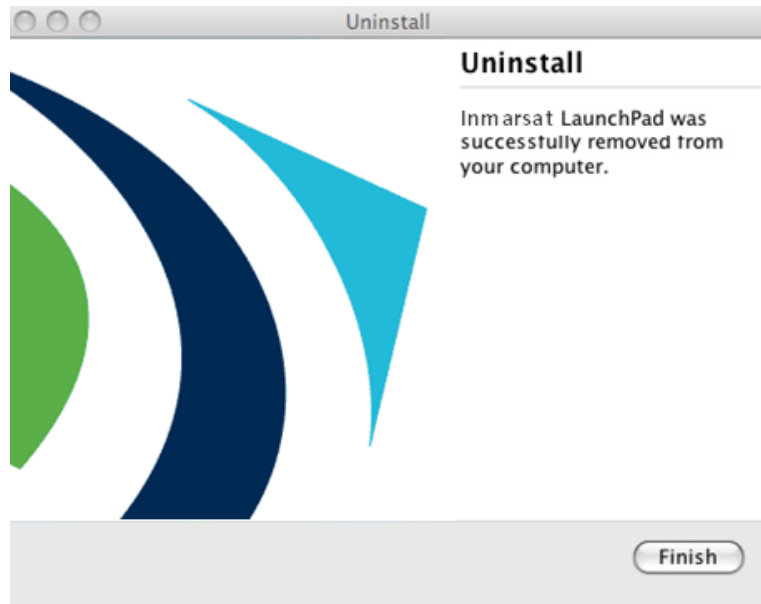 Uninstall
Uninstall
Inmarsat LaunchPad was
successfully removed from
your computer.
Finish